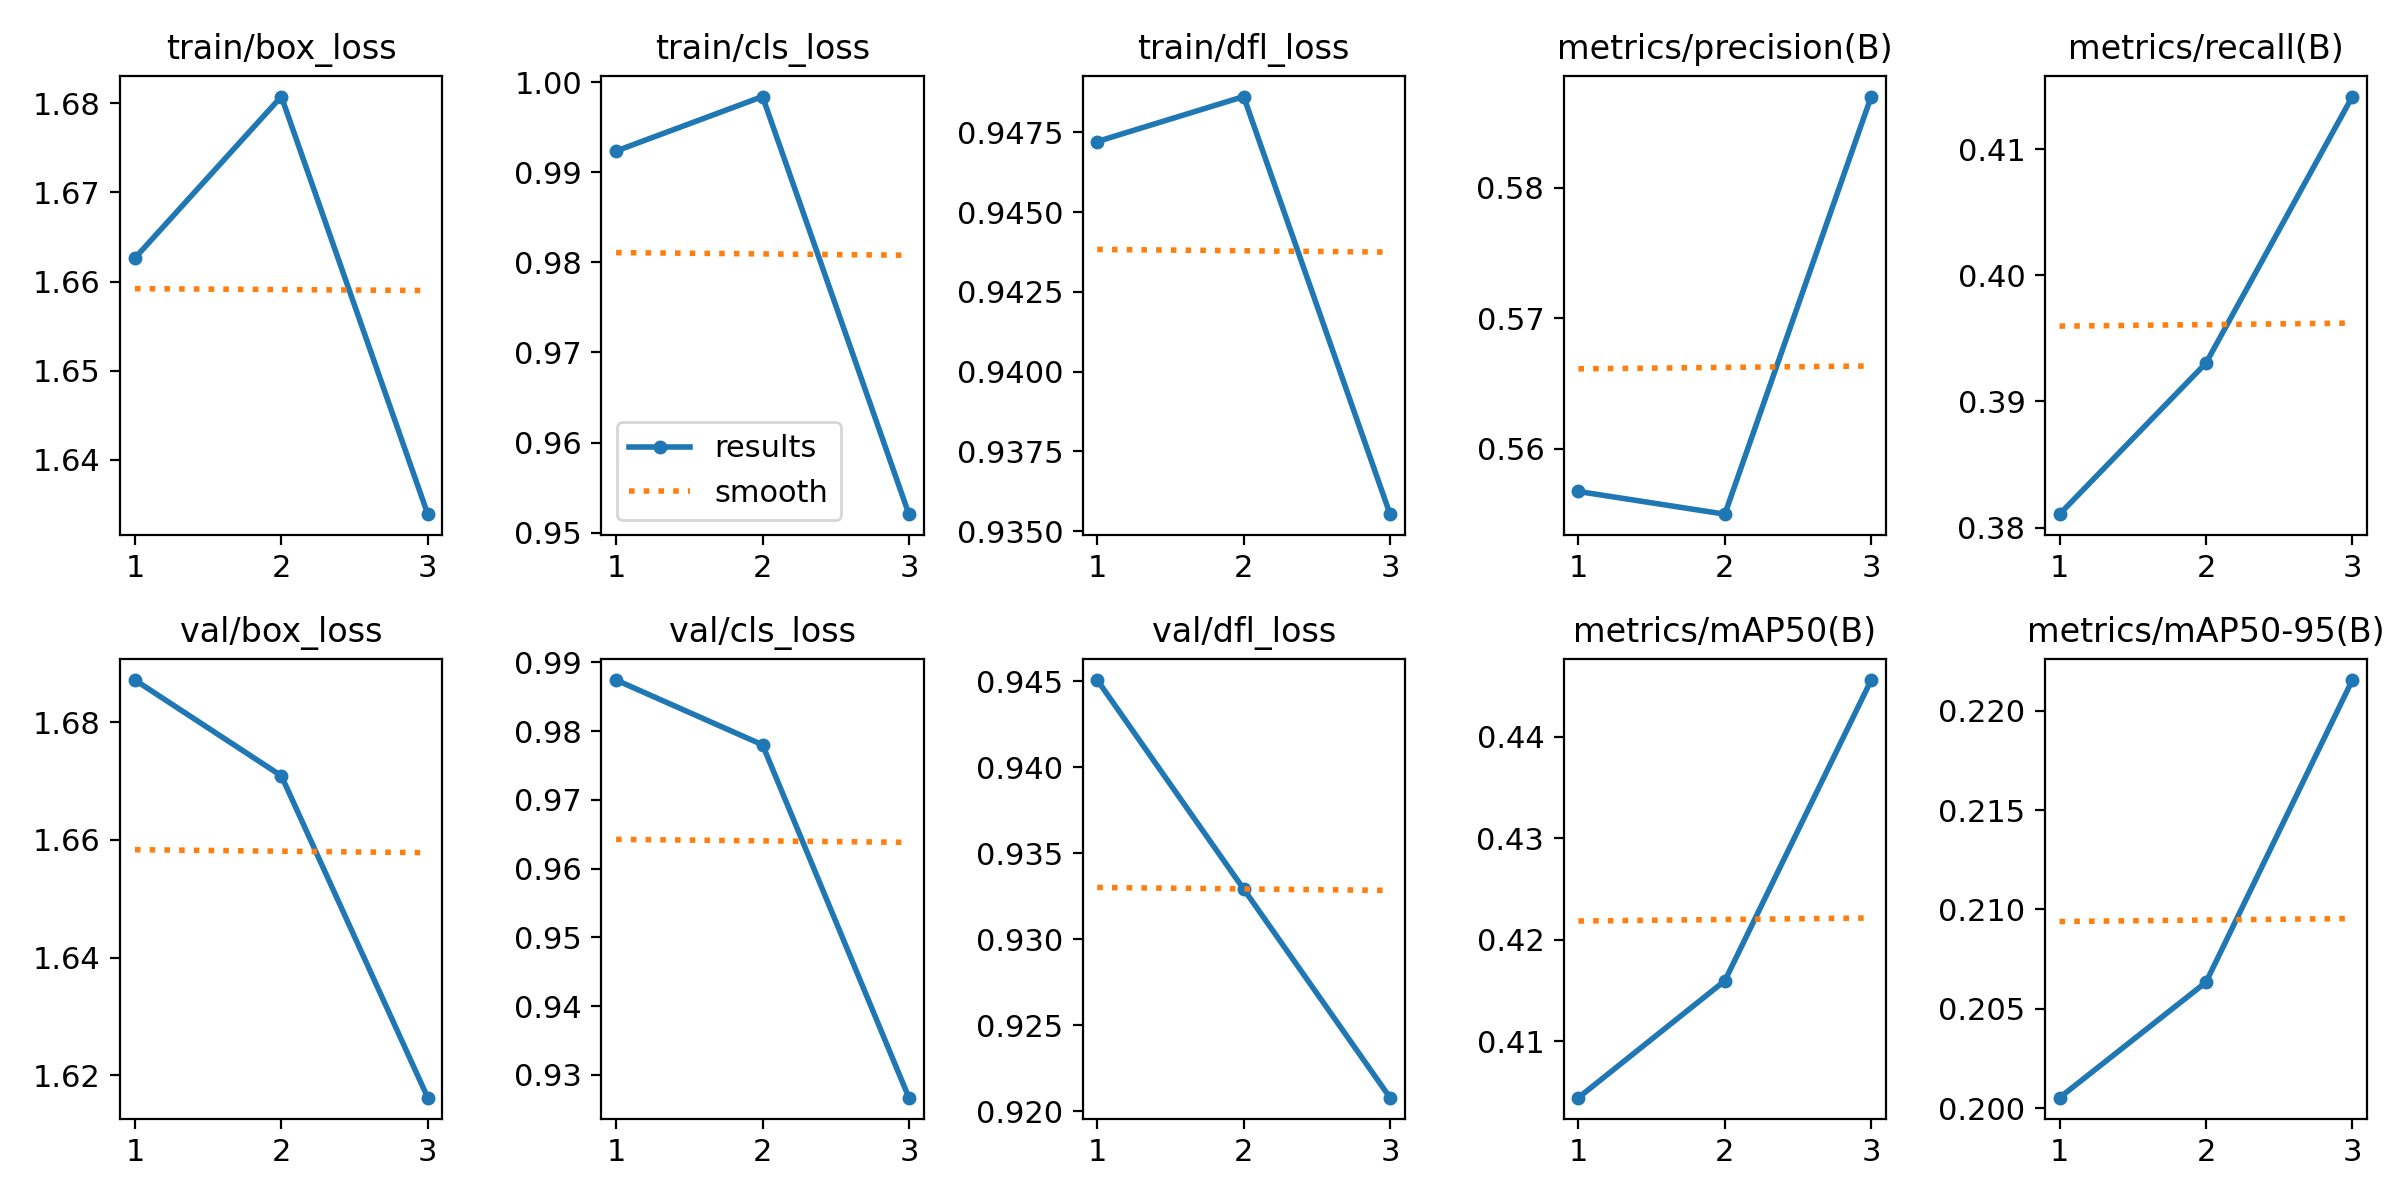 train/box_loss
1.68
1.67
1.66
1.65
1.64
1 2 3
train/cls_loss
1.00
0.99
0.98
0.97
0.96
0.95
results
smooth
1 2 3
train/dfl_loss
0.9475
0.9450
0.9425
0.9400
0.9375
0.9350
1 2 3
metrics/precision(B)
0.58
0.57
0.56
1 2 3
metrics/recall(B)
0.41
0.40
0.39
0.38
1 2 3
val/box_loss
1.68
1.66
1.64
1.62
1 2 3
val/cls_loss
0.99
0.98
0.97
0.96
0.95
0.94
0.93
1 2 3
val/dfl_loss
0.945
0.940
0.935
0.930
0.925
0.920
1 2 3
metrics/mAP50(B)
0.44
0.43
0.42
0.41
1 2 3
metrics/mAP50-95(B)
0.220
0.215
0.210
0.205
0.200
1 2 3